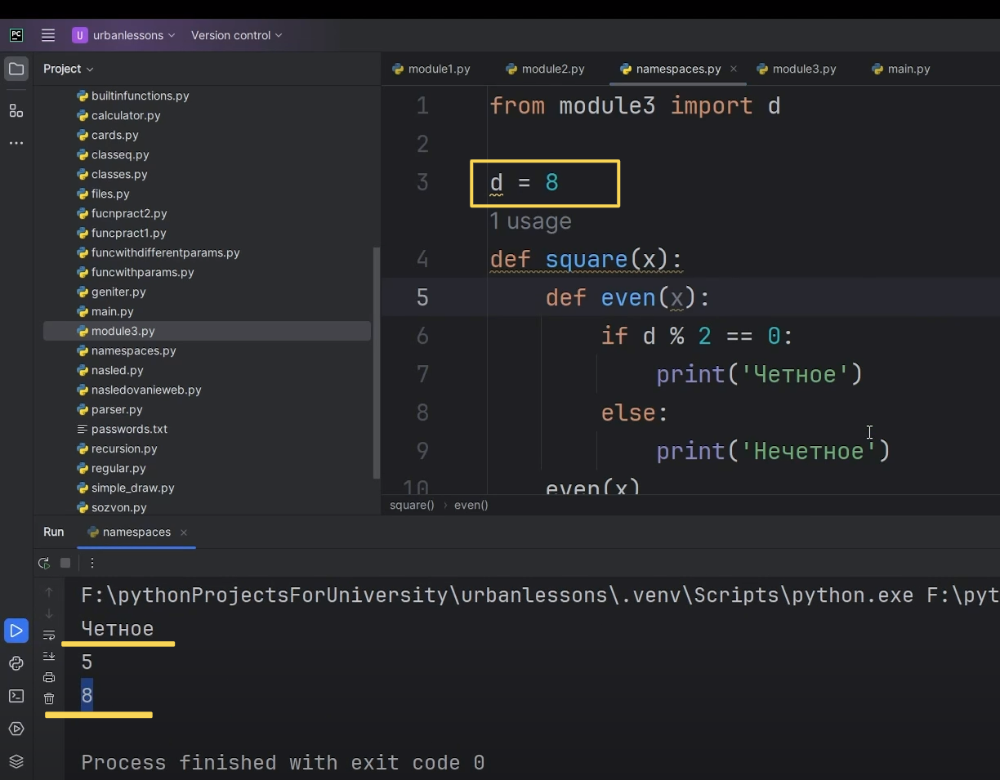 PC
U urbanlessons Version control
Project
builtinfunctions.py
calculator.py
cards.py
classeq.py
classes.py
files.py
fucnpract2.py
funcpract1.py
funcwithdifferentparams.py
funcwithparams.py
geniter.py
main.py
module3.py
namespaces.py
nasled.py
nasledovanieweb.py
parser.py
passwords.txt
recursion.py
regular.py
simple_draw.py
sozvon.py
module1.py module2.py namespaces.py module3.py main.py
1 from module3 import d
2
3 d = 8
1 usage
4 def square(x):
5 def even(x):
6 if d % 2 == 0:
7 print('Четное')
8 else:
9 print('Нечетное')
10 even(x)
square() › even()
Run namespaces
F:\pythonProjectsForUniversity\urbanlessons\.venv\Scripts\python.exe F:\pyt
Четное
5
8
Process finished with exit code 0